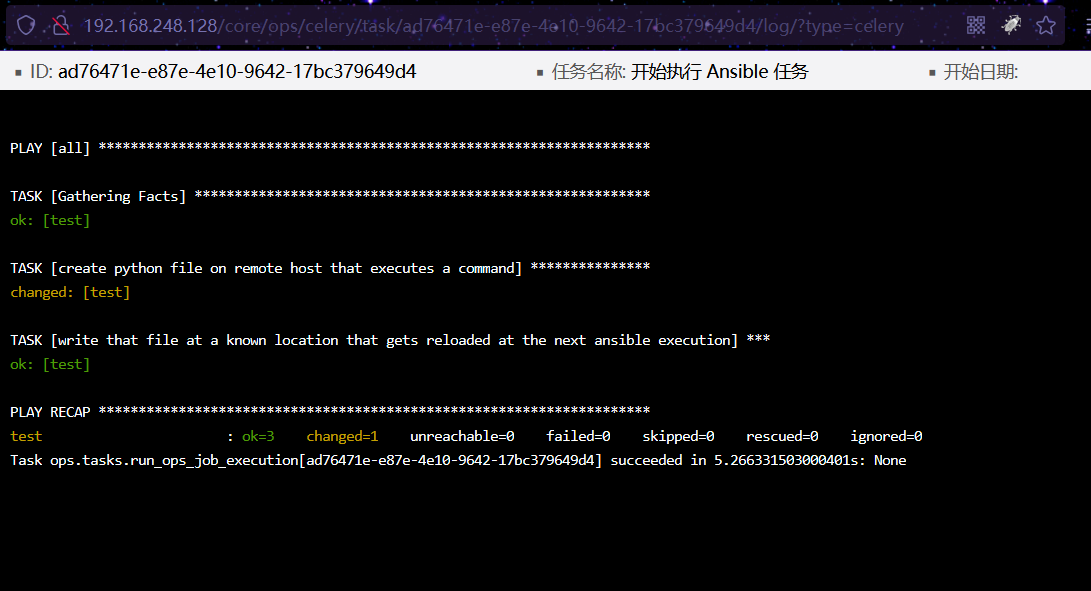 192.168.248.128/core/ops/celery/task/ad76471e-e87e-4e10-9642-17bc379649d4/log/?type=celery
ID: ad76471e-e87e-4e10-9642-17bc379649d4 任务名称: 开始执行 Ansible 任务 开始日期:
PLAY [all] *********************************************************************
TASK [Gathering Facts] *********************************************************
ok: [test]
TASK [create python file on remote host that executes a command] ***************
changed: [test]
TASK [write that file at a known location that gets reloaded at the next ansible execution] ***
ok: [test]
PLAY RECAP *********************************************************************
test : ok=3 changed=1 unreachable=0 failed=0 skipped=0 rescued=0 ignored=0
Task ops.tasks.run_ops_job_execution[ad76471e-e87e-4e10-9642-17bc379649d4] succeeded in 5.266331503000401s: None